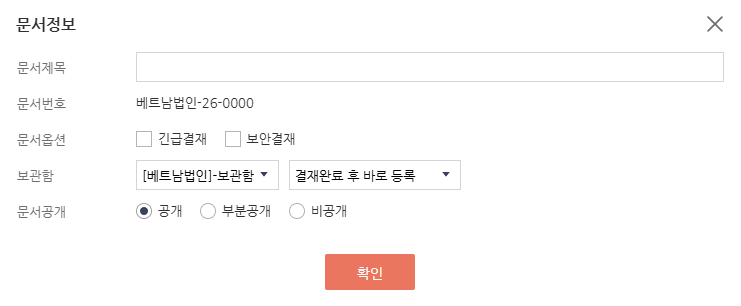 문서정보
문서제목
문서번호 베트남법인-26-0000
문서옵션 긴급결재 보안결재
보관함 [베트남법인]-보관함 결재완료 후 바로 등록
문서공개 공개 부분공개 비공개
확인